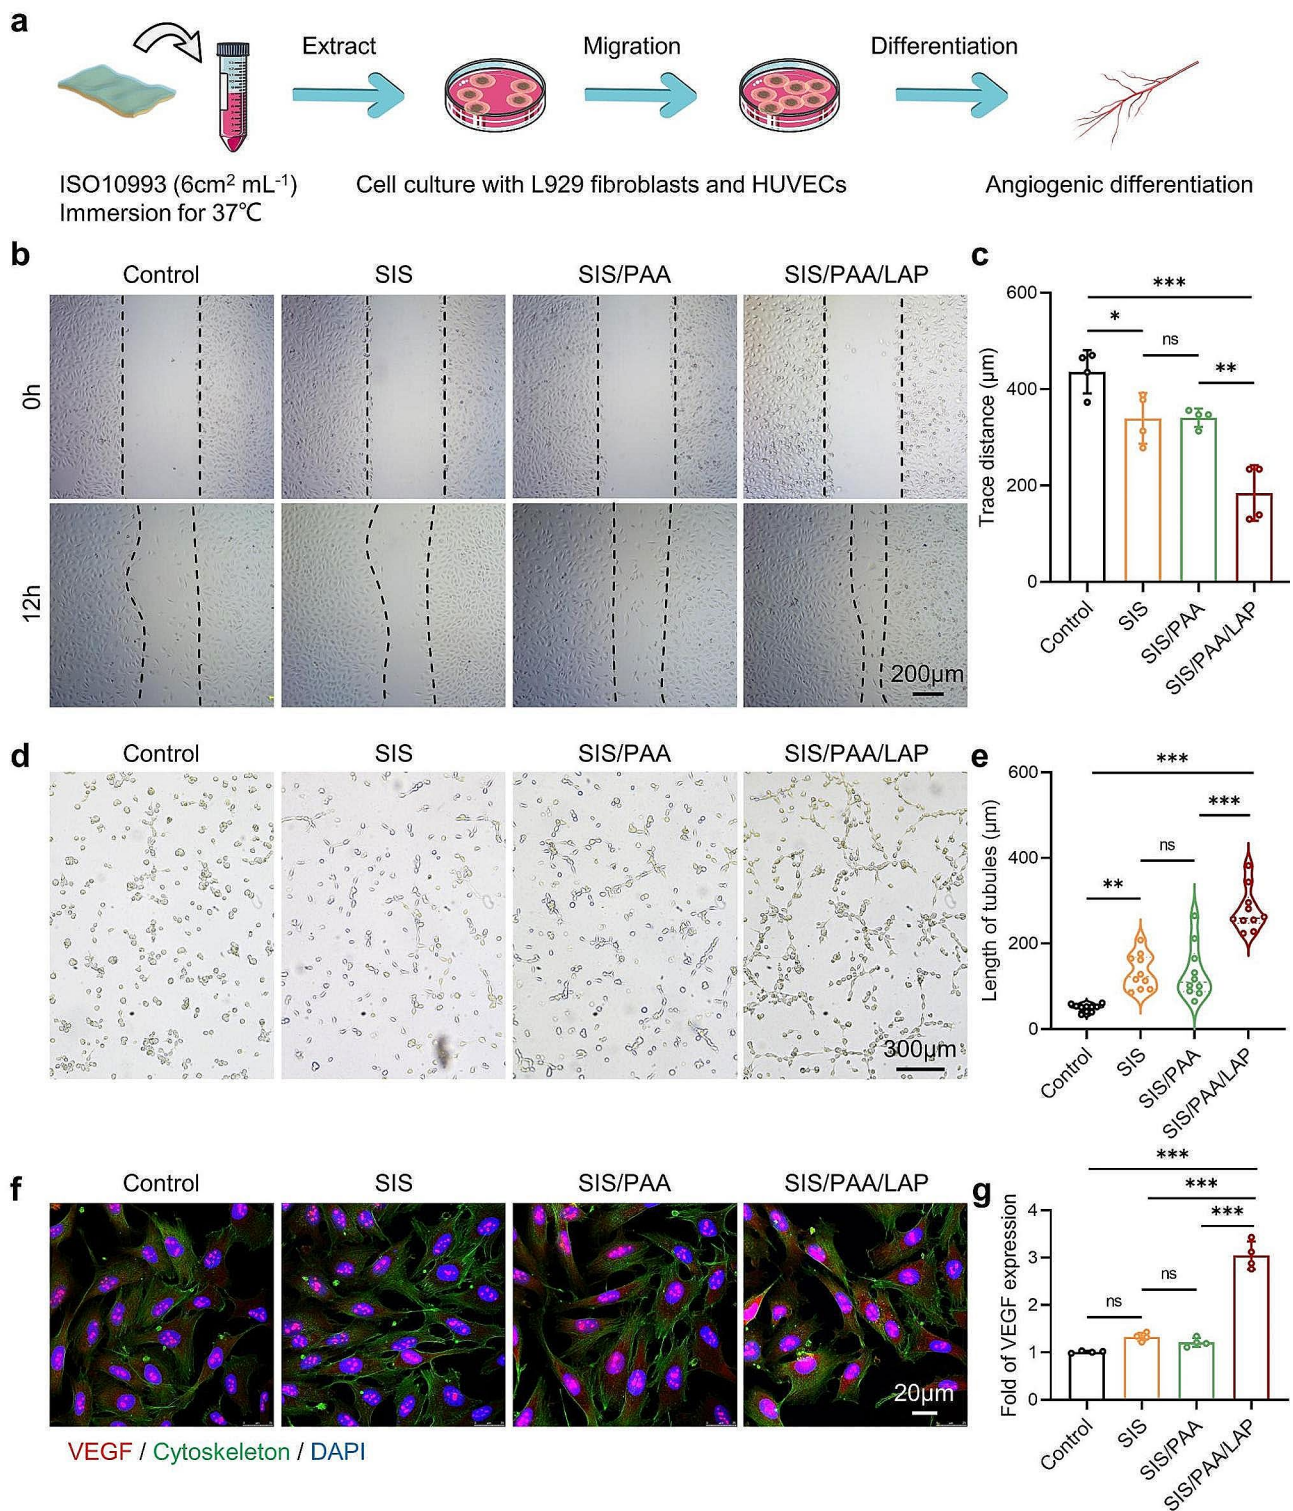 a
Extract
Migration
Differentiation
ISO10993 (6cm² mL⁻¹)
Immersion for 37℃
Cell culture with L929 fibroblasts and HUVECs
Angiogenic differentiation
b
Control
SIS
SIS/PAA
SIS/PAA/LAP
0h
12h
200μm
c
Trace distance (μm)
600
400
200
0
***
*
ns
**
Control
SIS
SIS/PAA
SIS/PAA/LAP
d
Control
SIS
SIS/PAA
SIS/PAA/LAP
300μm
e
Length of tubules (μm)
600
400
200
0
***
***
ns
**
Control
SIS
SIS/PAA
SIS/PAA/LAP
f
Control
SIS
SIS/PAA
SIS/PAA/LAP
20μm
VEGF / Cytoskeleton / DAPI
g
Fold of VEGF expression
4
3
2
1
0
***
***
***
ns
ns
Control
SIS
SIS/PAA
SIS/PAA/LAP